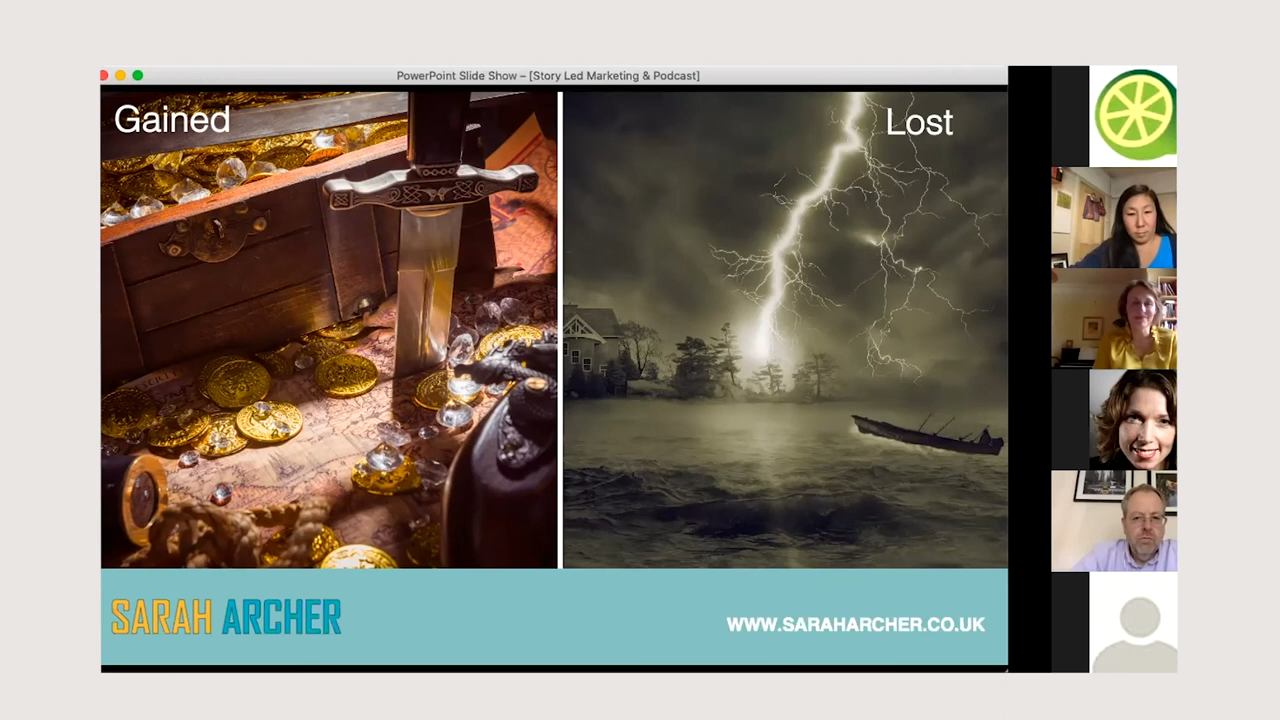 PowerPoint Slide Show – [Story Led Marketing & Podcast]
Gained
Lost
SARAH ARCHER
WWW.SARAHARCHER.CO.UK